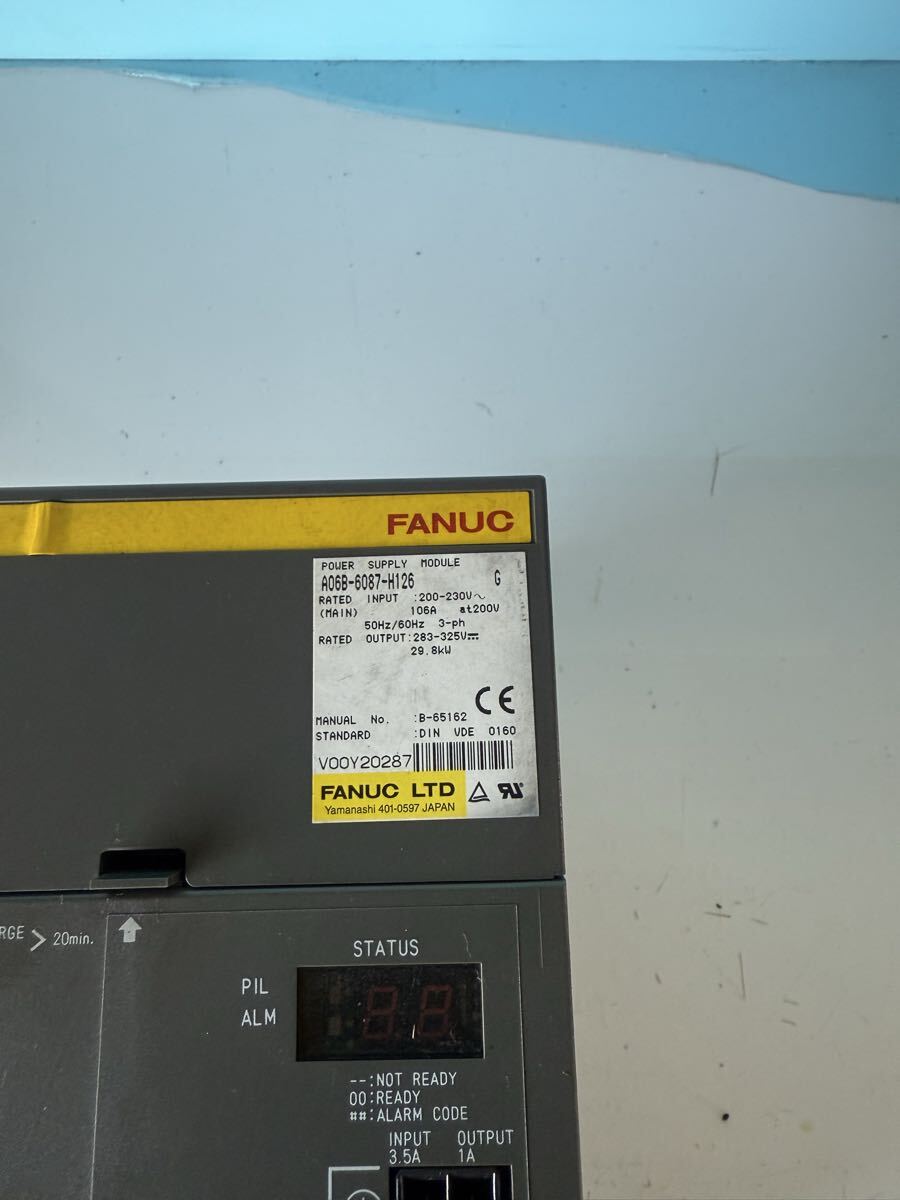 FANUC
POWER SUPPLY MODULE
A06B-6087-H126 G
RATED INPUT :200-230V~
(MAIN) 106A at200V
50Hz/60Hz 3-ph
RATED OUTPUT:283-325V⎓
29.8kW
CE
MANUAL No. :B-65162
STANDARD :DIN VDE 0160
V00Y20287
FANUC LTD
Yamanashi 401-0597 JAPAN
RGE > 20min.
STATUS
PIL
ALM
--:NOT READY
00:READY
##:ALARM CODE
INPUT OUTPUT
3.5A 1A